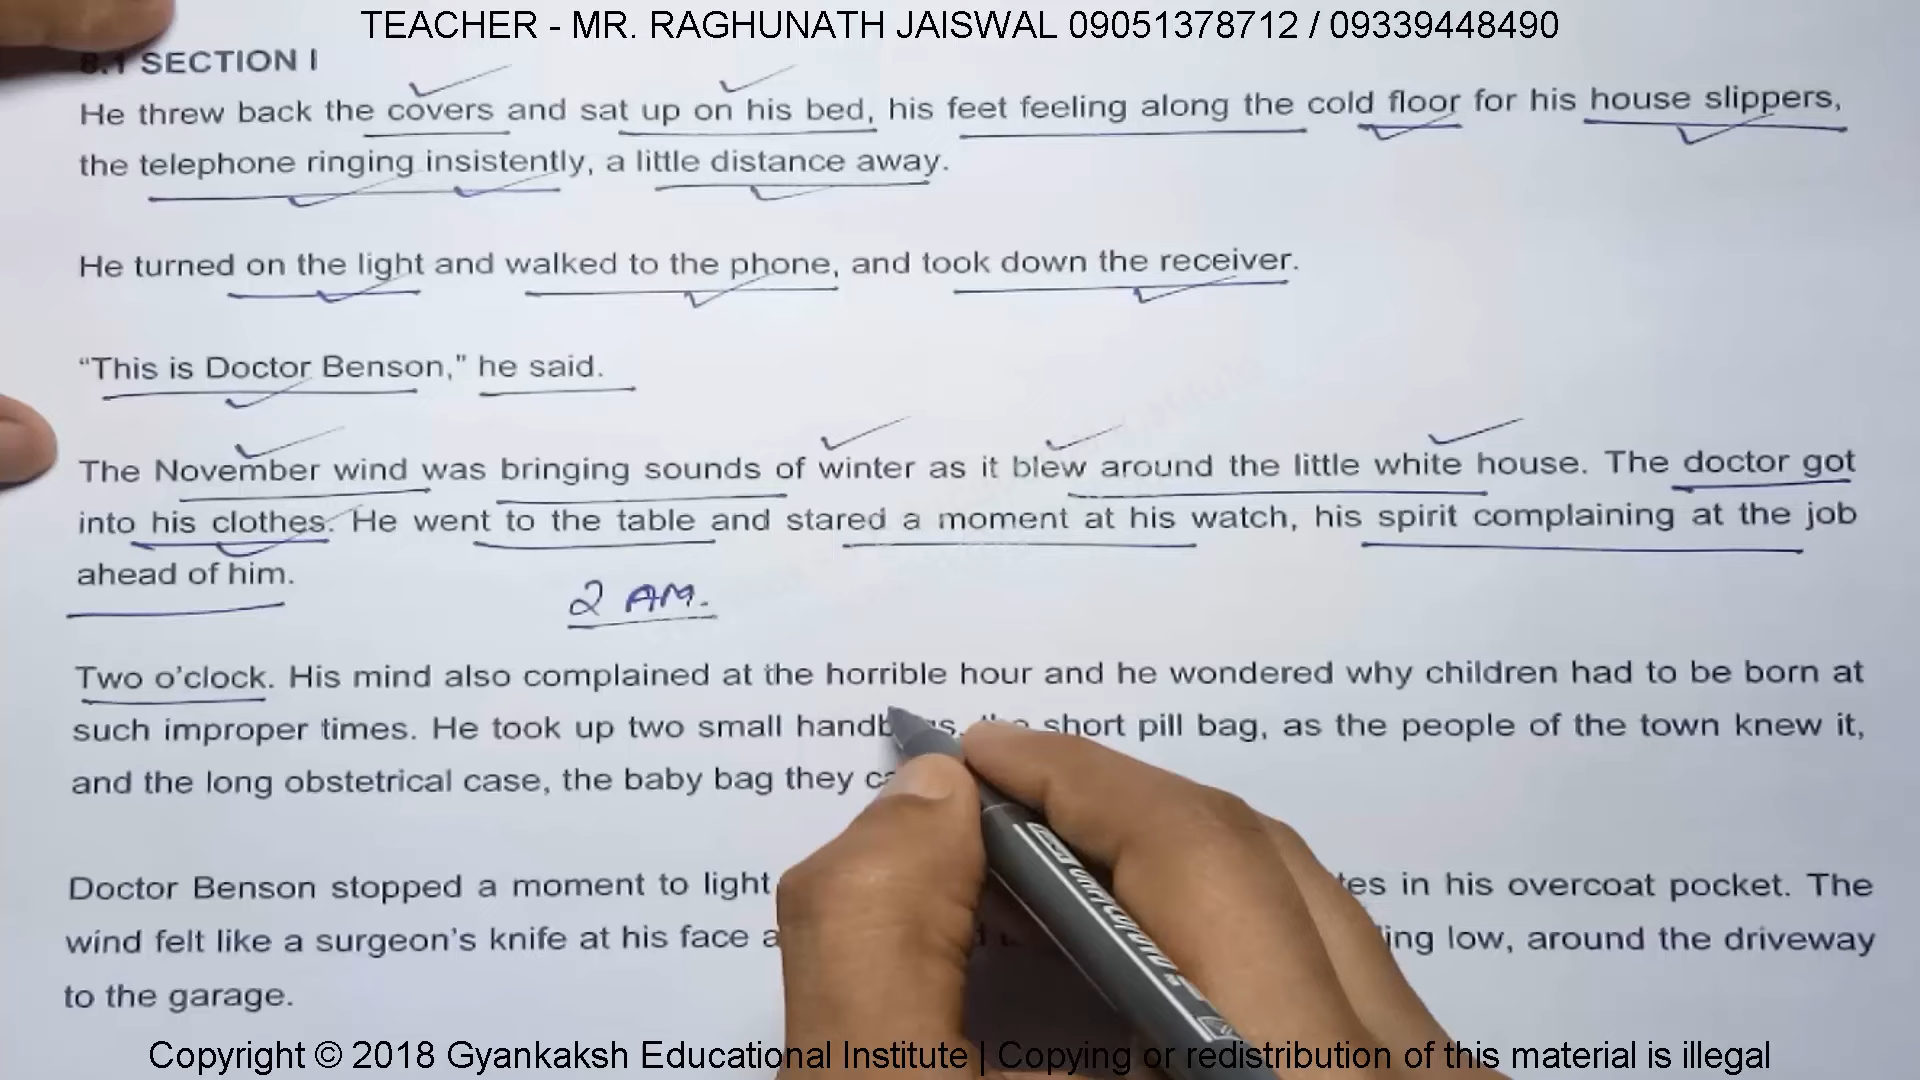 TEACHER - MR. RAGHUNATH JAISWAL 09051378712 / 09339448490
8.1 SECTION I
He threw back the covers and sat up on his bed, his feet feeling along the cold floor for his house slippers,
the telephone ringing insistently, a little distance away.
He turned on the light and walked to the phone, and took down the receiver.
“This is Doctor Benson,” he said.
The November wind was bringing sounds of winter as it blew around the little white house. The doctor got
into his clothes. He went to the table and stared a moment at his watch, his spirit complaining at the job
ahead of him.
2 AM.
Two o’clock. His mind also complained at the horrible hour and he wondered why children had to be born at
such improper times. He took up two small short pill bag, as the people of the town knew it,
and the long obstetrical case, the baby bag they
Doctor Benson stopped a moment to light in his overcoat pocket. The
wind felt like a surgeon’s knife at his face low, around the driveway
to the garage.
Copyright © 2018 Gyankaksh Educational Institute | Copying or redistribution of this material is illegal